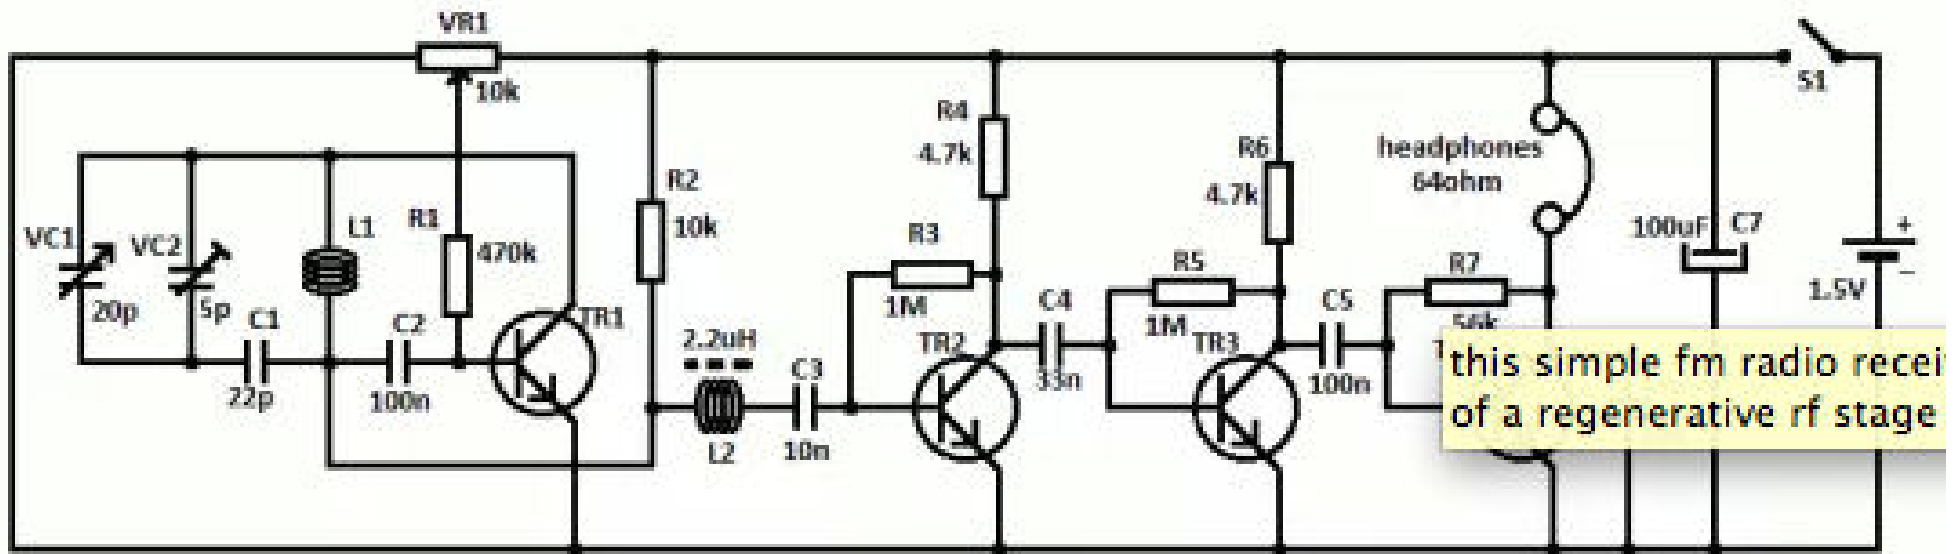 VR1
10k
S1
R4
4.7k
R6
4.7k
headphones
64ohm
R2
10k
L1
R1
470k
VC1
VC2
20p
5p
R3
1M
R5
1M
R7
56k
100uF C7
+
1.5V
C1
22p
C2
100n
TR1
2.2uH
L2
C3
10n
TR2
C4
33n
TR3
C5
100n
this simple fm radio
of a regenerative rf stage